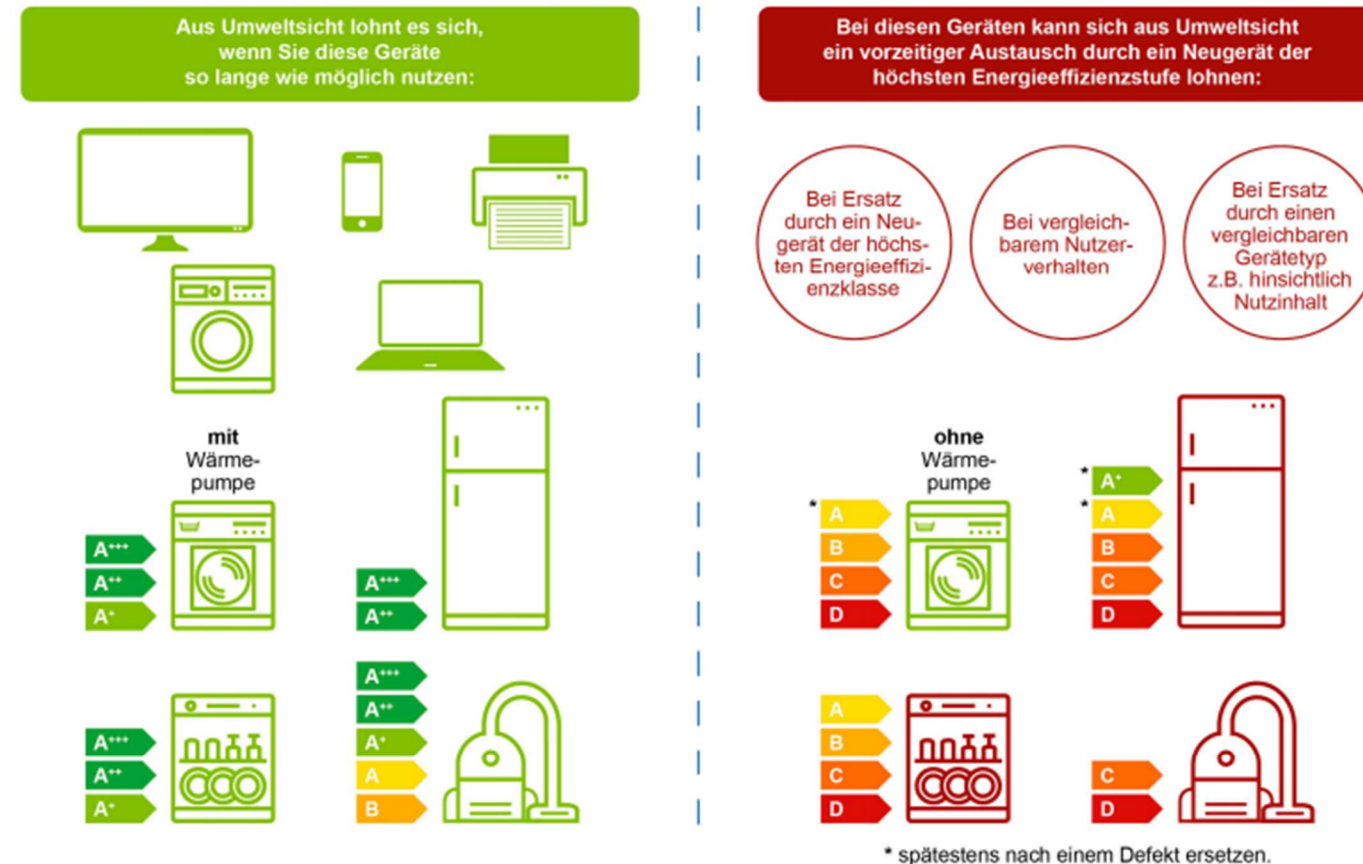 Aus Umweltsicht lohnt es sich,
wenn Sie diese Geräte
so lange wie möglich nutzen:
mit
Wärme-
pumpe
A+++
A++
A+
A+++
A++
A+++
A++
A+
A+++
A++
A+
A
B
Bei diesen Geräten kann sich aus Umweltsicht
ein vorzeitiger Austausch durch ein Neugerät der
höchsten Energieeffizienzstufe lohnen:
Bei Ersatz
durch ein Neu-
gerät der höchs-
ten Energieeffizi-
enzklasse
Bei vergleich-
barem Nutzer-
verhalten
Bei Ersatz
durch einen
vergleichbaren
Gerätetyp
z.B. hinsichtlich
Nutzinhalt
ohne
Wärme-
pumpe
* A
B
C
D
* A+
* A
B
C
D
A
B
C
D
C
D
* spätestens nach einem Defekt ersetzen.